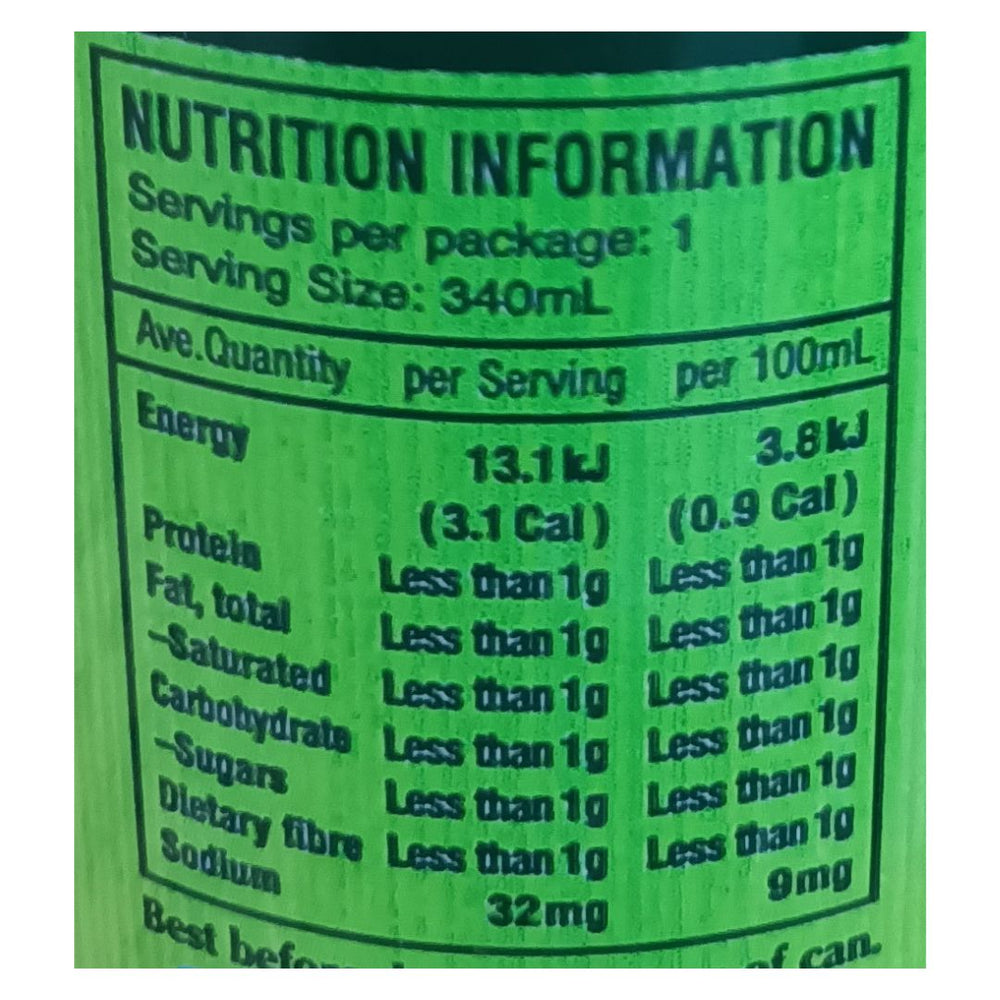 NUTRITION INFORMATION
Servings per package: 1
Serving Size: 340mL
Ave.Quantity per Serving per 100mL
Energy 13.1kJ 3.8kJ
(3.1 Cal) (0.9 Cal)
Protein Less than 1g Less than 1g
Fat, total Less than 1g Less than 1g
–Saturated Less than 1g Less than 1g
Carbohydrate Less than 1g Less than 1g
–Sugars Less than 1g Less than 1g
Dietary fibre Less than 1g Less than 1g
Sodium 32mg 9mg
Best of can.